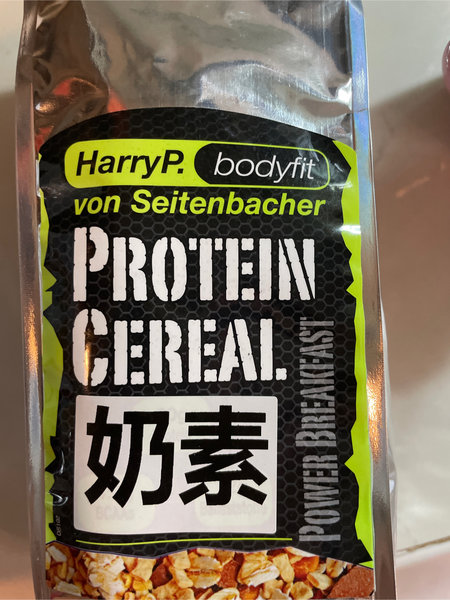 HarryP. bodyfit
von Seitenbacher
PROTEIN
CEREAL
奶素
POWER BREAKFAST